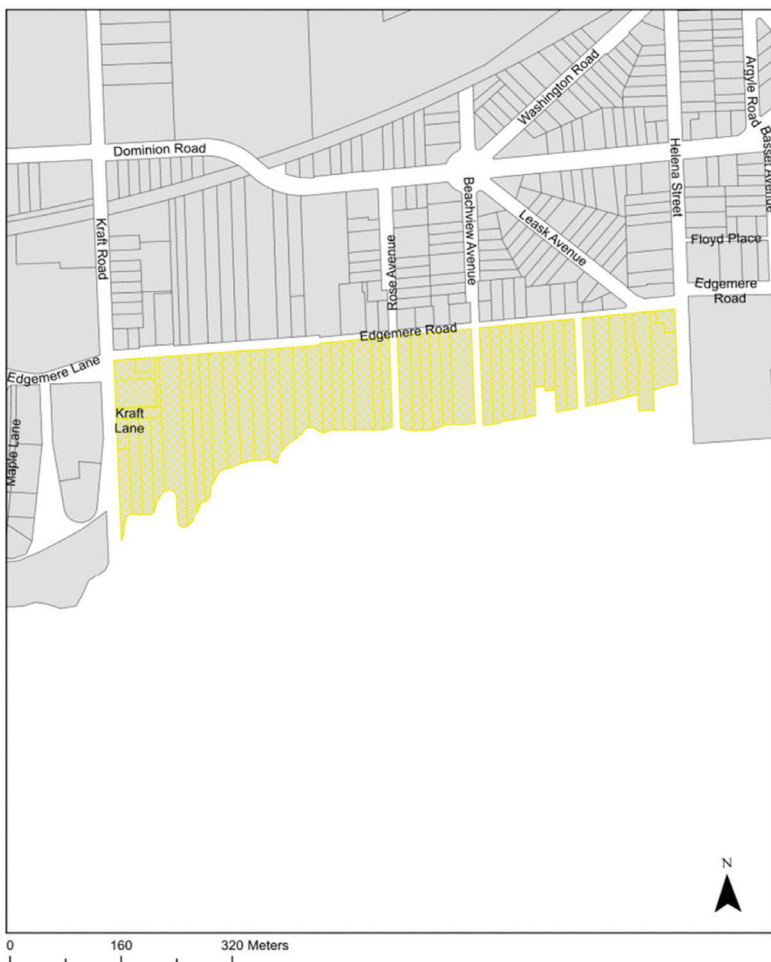 Washington Road
Argyle Road
Dominion Road
Basset Avenue
Helena Street
Kraft Road
Beachview Avenue
Leask Avenue
Rose Avenue
Floyd Place
Edgemere
Road
Edgemere Road
Edgemere Lane
Kraft
Lane
Maple Lane
N
0 160 320 Meters